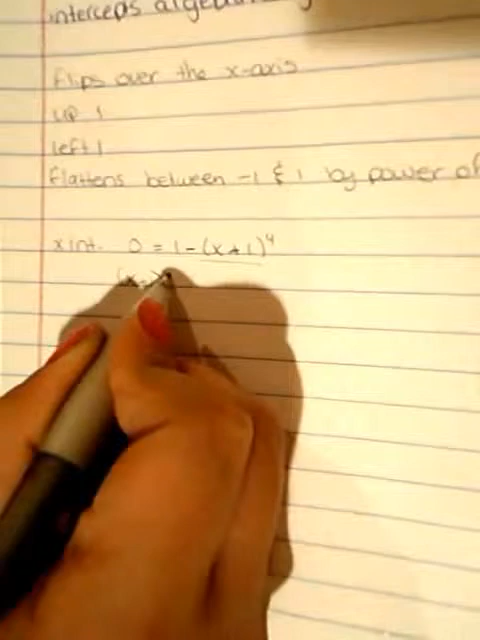 intercepts algebraically
flips over the x-axis
up 1
left 1
flattens between -1 & 1 by power of
x int. 0 = 1 - (x+1)⁴
(x